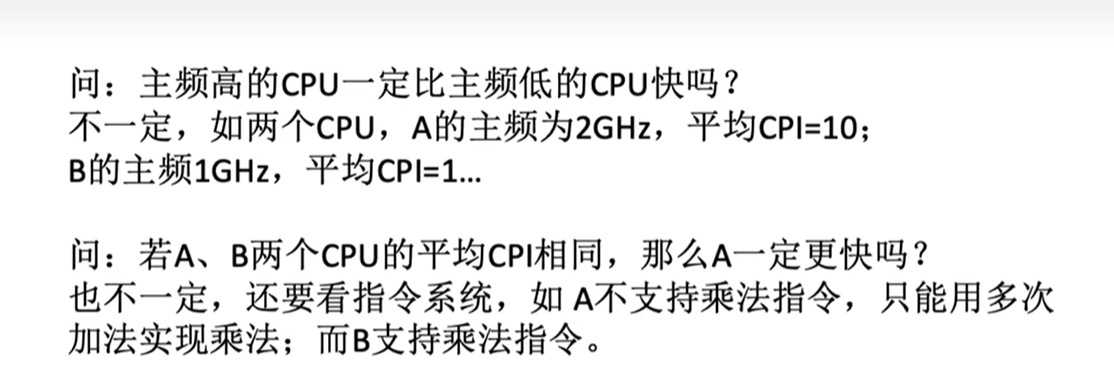 问：主频高的CPU一定比主频低的CPU快吗？
不一定，如两个CPU，A的主频为2GHz，平均CPI=10；
B的主频1GHz，平均CPI=1...
问：若A、B两个CPU的平均CPI相同，那么A一定更快吗？
也不一定，还要看指令系统，如 A不支持乘法指令，只能用多次
加法实现乘法；而B支持乘法指令。